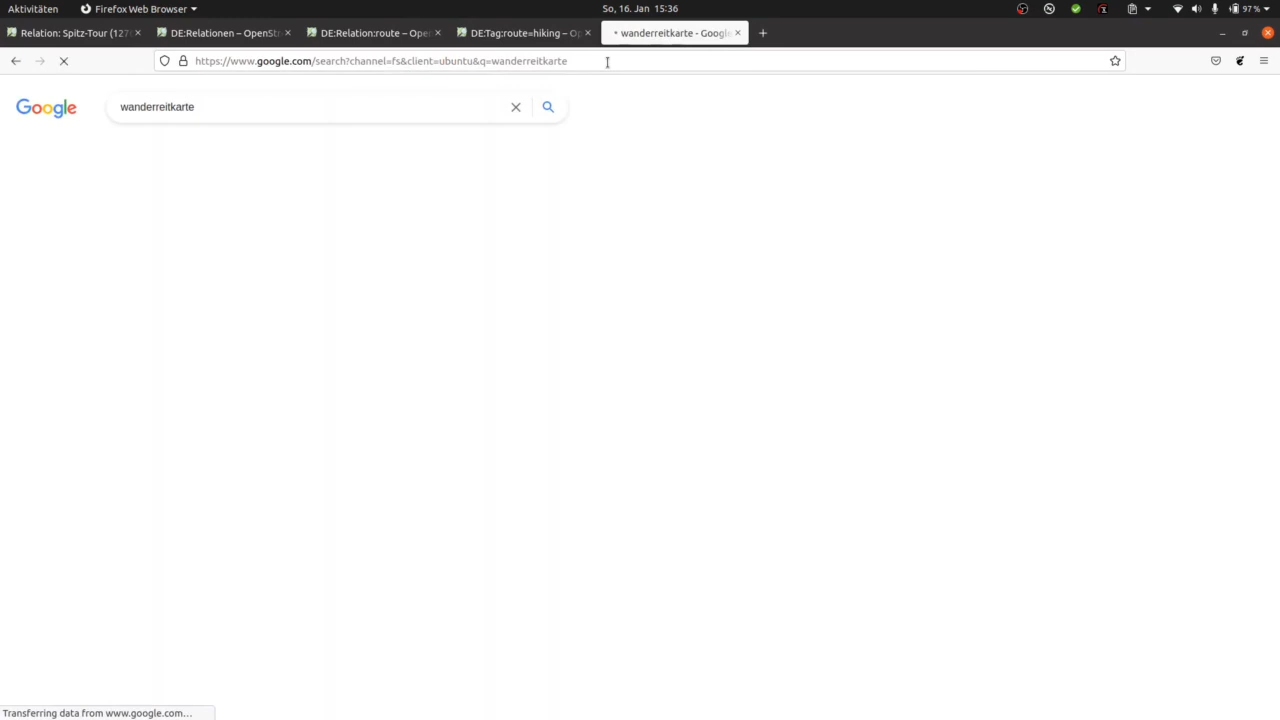 Aktivitäten Firefox Web Browser So, 16. Jan 15:36 97 %
Relation: Spitz-Tour (127 DE:Relationen – OpenStr DE:Relation:route – Ope DE:Tag:route=hiking – Op wanderreitkarte - Google
https://www.google.com/search?channel=fs&client=ubuntu&q=wanderreitkarte
Google wanderreitkarte
Transferring data from www.google.com…